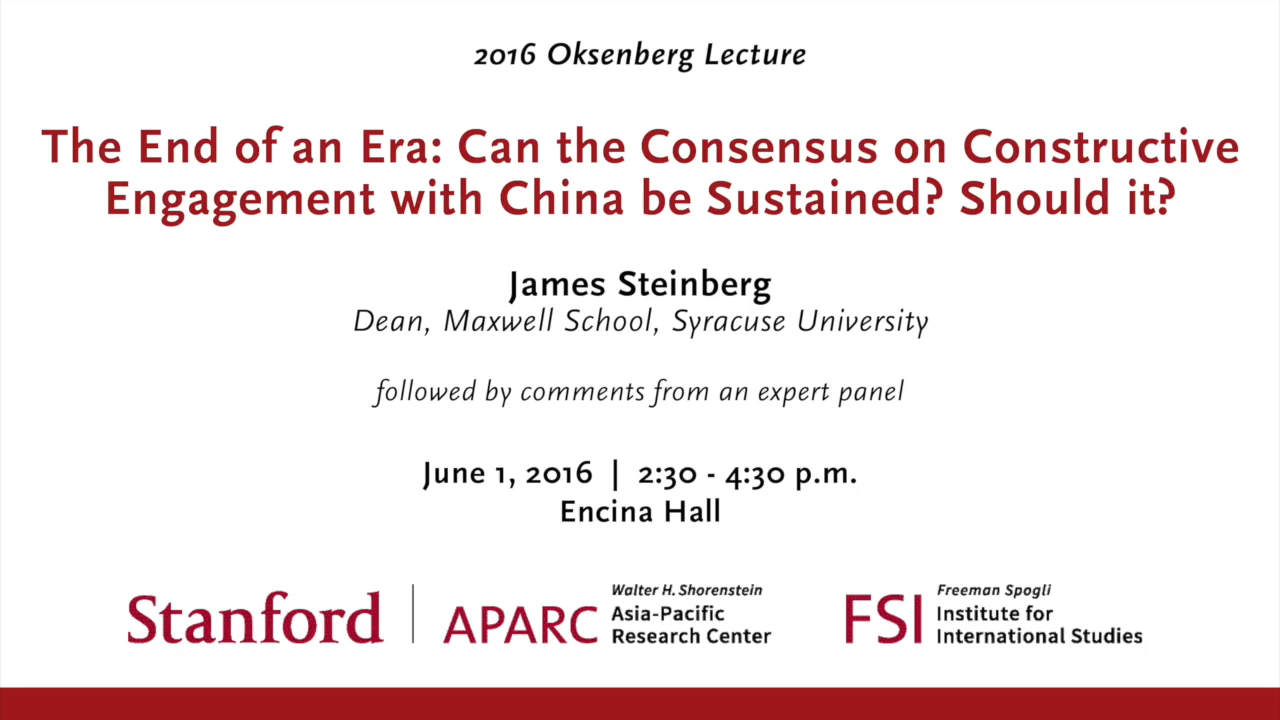 2016 Oksenberg Lecture
The End of an Era: Can the Consensus on Constructive
Engagement with China be Sustained? Should it?
James Steinberg
Dean, Maxwell School, Syracuse University
followed by comments from an expert panel
June 1, 2016 | 2:30 - 4:30 p.m.
Encina Hall
Stanford
APARC
Walter H. Shorenstein
Asia-Pacific
Research Center
FSI
Freeman Spogli
Institute for
International Studies